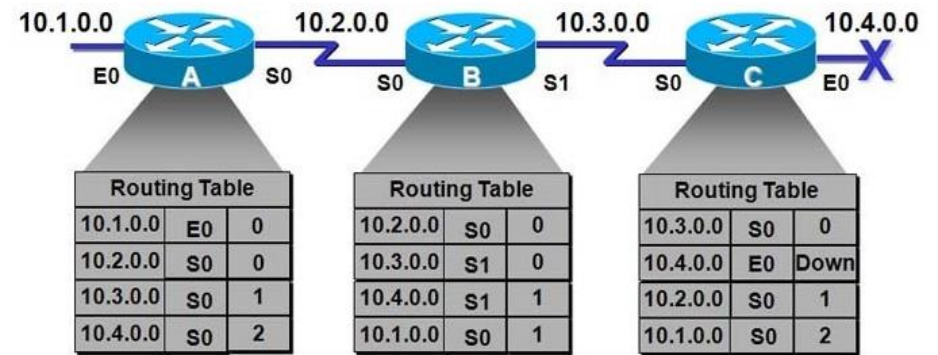 10.1.0.0 10.2.0.0 10.3.0.0 10.4.0.0
E0 A S0 S0 B S1 S0 C E0 X
Routing Table
10.1.0.0 E0 0
10.2.0.0 S0 0
10.3.0.0 S0 1
10.4.0.0 S0 2
Routing Table
10.2.0.0 S0 0
10.3.0.0 S1 0
10.4.0.0 S1 1
10.1.0.0 S0 1
Routing Table
10.3.0.0 S0 0
10.4.0.0 E0 Down
10.2.0.0 S0 1
10.1.0.0 S0 2